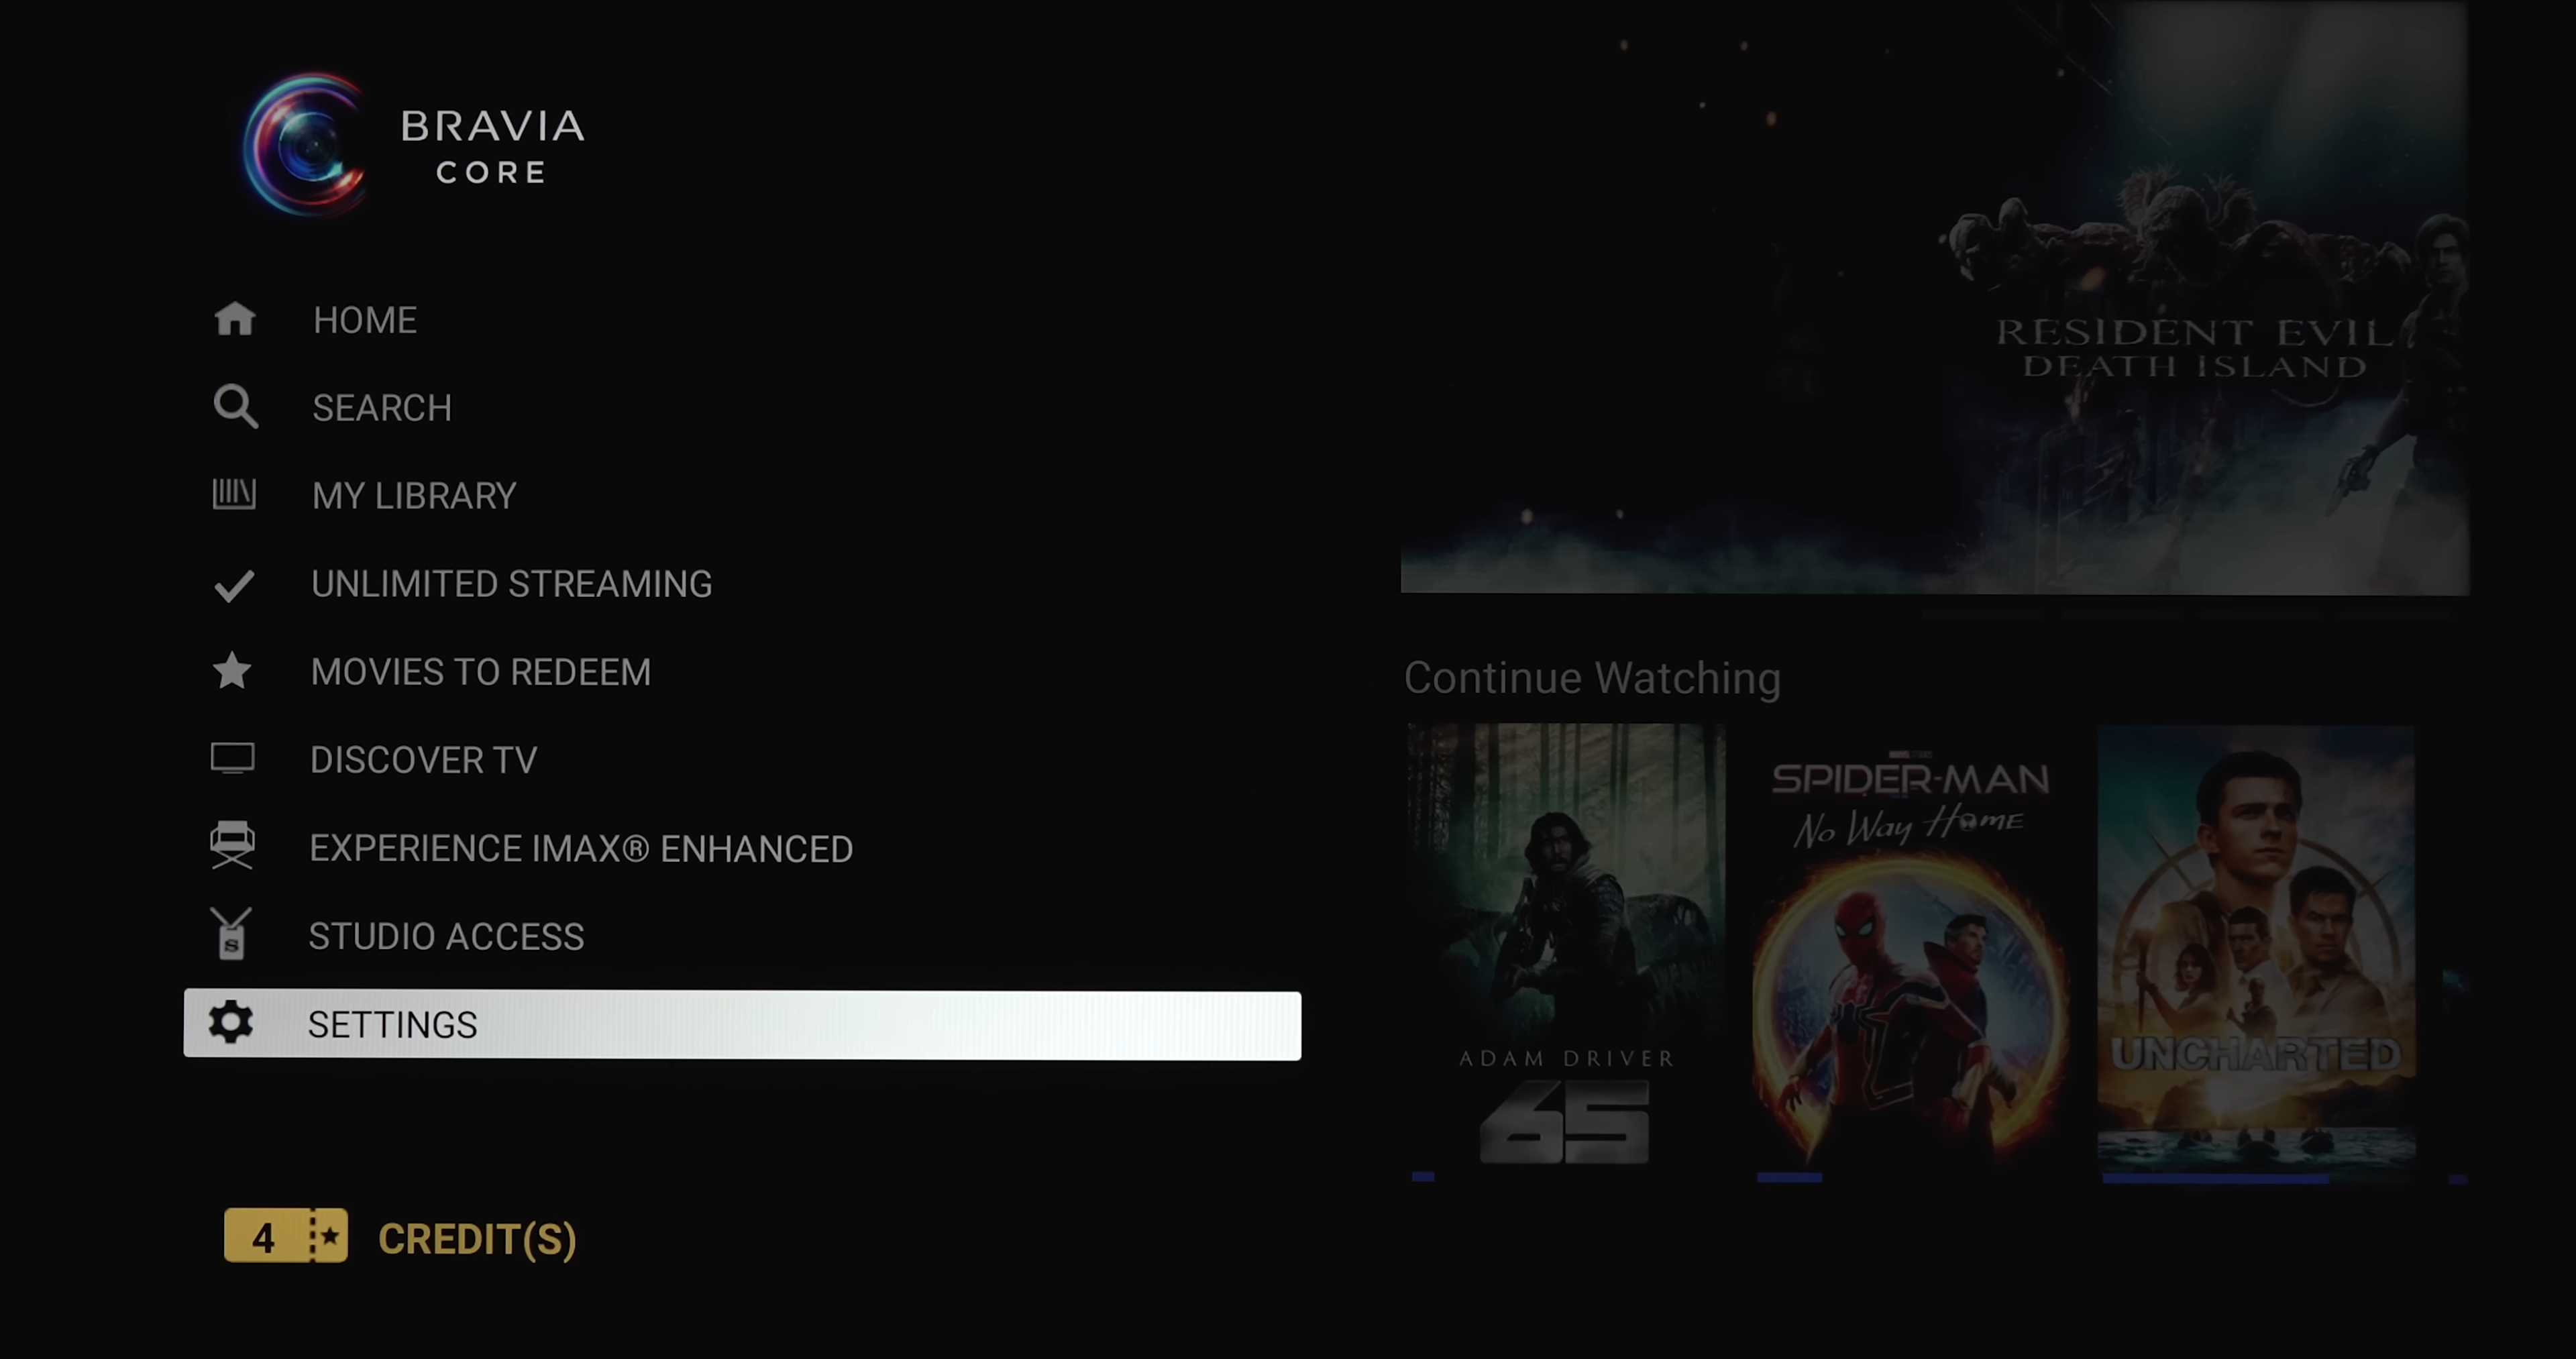 BRAVIA
CORE
HOME
SEARCH
MY LIBRARY
UNLIMITED STREAMING
MOVIES TO REDEEM
DISCOVER TV
EXPERIENCE IMAX® ENHANCED
STUDIO ACCESS
S
SETTINGS
4 CREDIT(S)
RESIDENT EVIL
DEATH ISLAND
Continue Watching
ADAM DRIVER
65
SPIDER-MAN
No Way Home
UNCHARTED